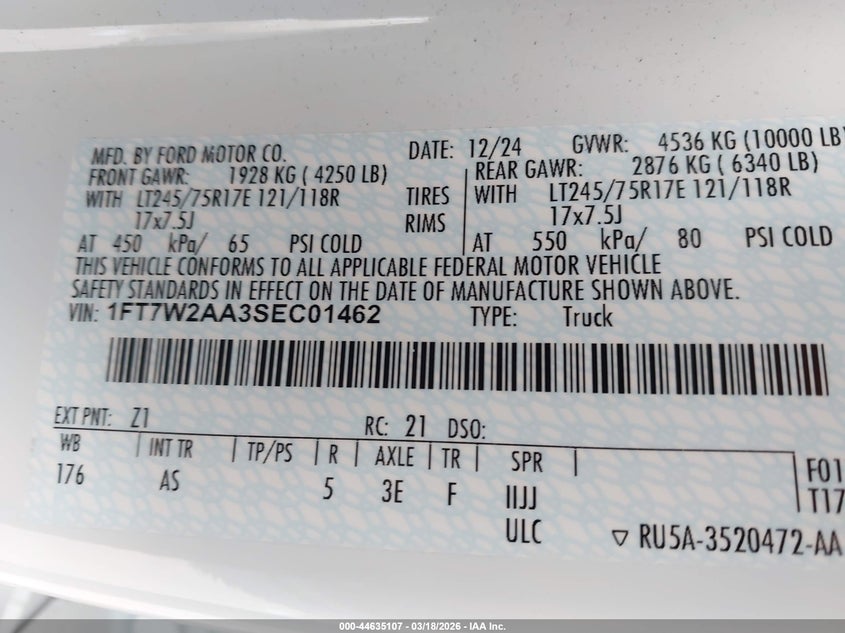 MFD. BY FORD MOTOR CO. DATE: 12/24 GVWR: 4536 KG (10000 LB)
FRONT GAWR: 1928 KG ( 4250 LB) REAR GAWR: 2876 KG ( 6340 LB)
WITH LT245/75R17E 121/118R TIRES WITH LT245/75R17E 121/118R
17x7.5J RIMS 17x7.5J
AT 450 kPa/ 65 PSI COLD AT 550 kPa/ 80 PSI COLD
THIS VEHICLE CONFORMS TO ALL APPLICABLE FEDERAL MOTOR VEHICLE
SAFETY STANDARDS IN EFFECT ON THE DATE OF MANUFACTURE SHOWN ABOVE.
VIN: 1FT7W2AA3SEC01462 TYPE: Truck
EXT PNT: Z1 RC: 21 DSO:
WB INT TR TP/PS R AXLE TR SPR
176 AS 5 3E F IIJJ
F01
T17
ULC ▽ RU5A-3520472-AA
000-44635107 - 03/18/2026 - IAA Inc.